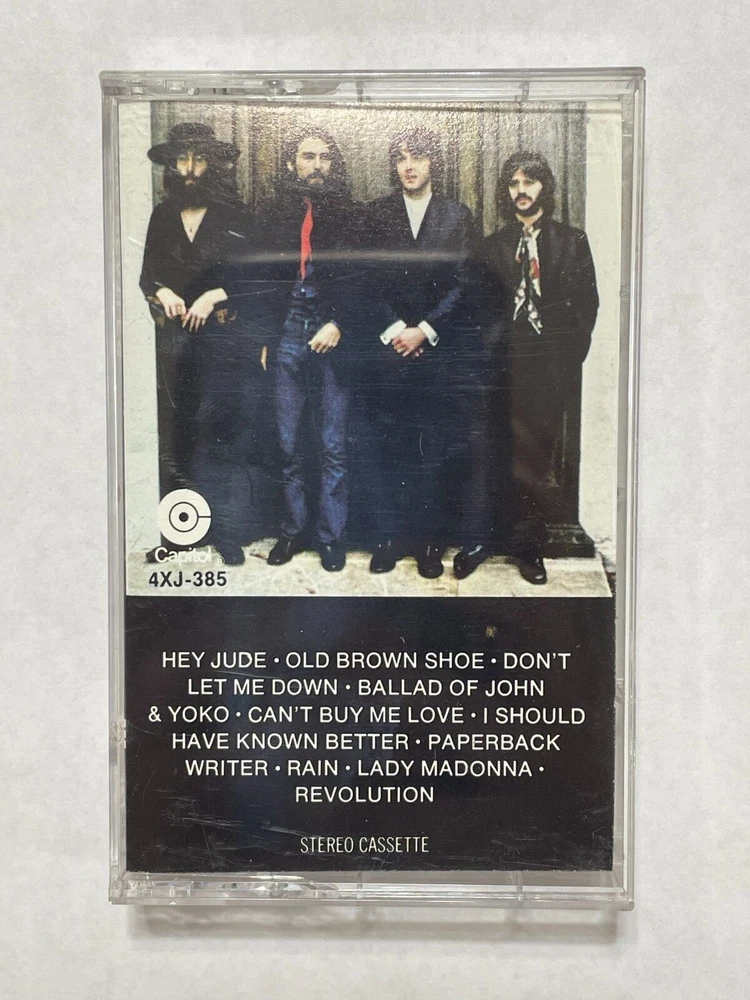 Capitol
4XJ-385
HEY JUDE • OLD BROWN SHOE • DON'T
LET ME DOWN • BALLAD OF JOHN
& YOKO • CAN'T BUY ME LOVE • I SHOULD
HAVE KNOWN BETTER • PAPERBACK
WRITER • RAIN • LADY MADONNA •
REVOLUTION
STEREO CASSETTE